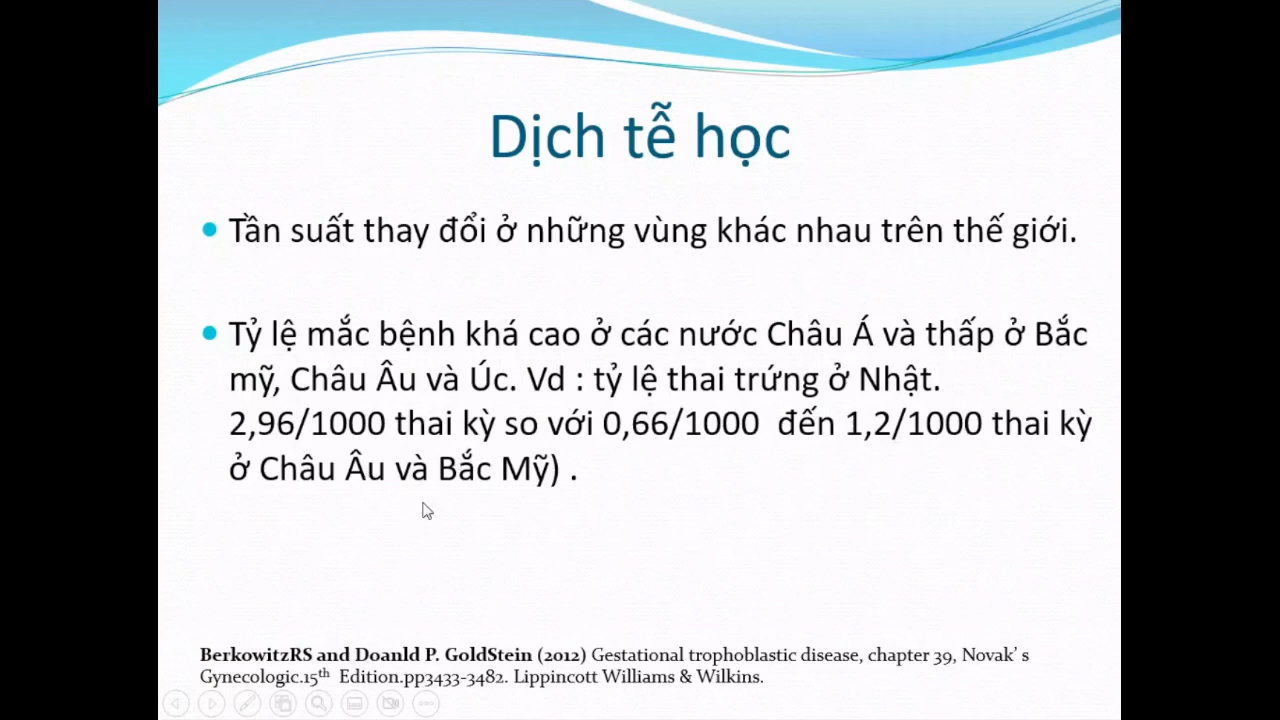 Dịch tễ học
• Tần suất thay đổi ở những vùng khác nhau trên thế giới.
• Tỷ lệ mắc bệnh khá cao ở các nước Châu Á và thấp ở Bắc
mỹ, Châu Âu và Úc. Vd : tỷ lệ thai trứng ở Nhật.
2,96/1000 thai kỳ so với 0,66/1000 đến 1,2/1000 thai kỳ
ở Châu Âu và Bắc Mỹ) .
BerkowitzRS and Doanld P. GoldStein (2012) Gestational trophoblastic disease, chapter 39, Novak’ s
Gynecologic.15th Edition.pp3433-3482. Lippincott Williams & Wilkins.